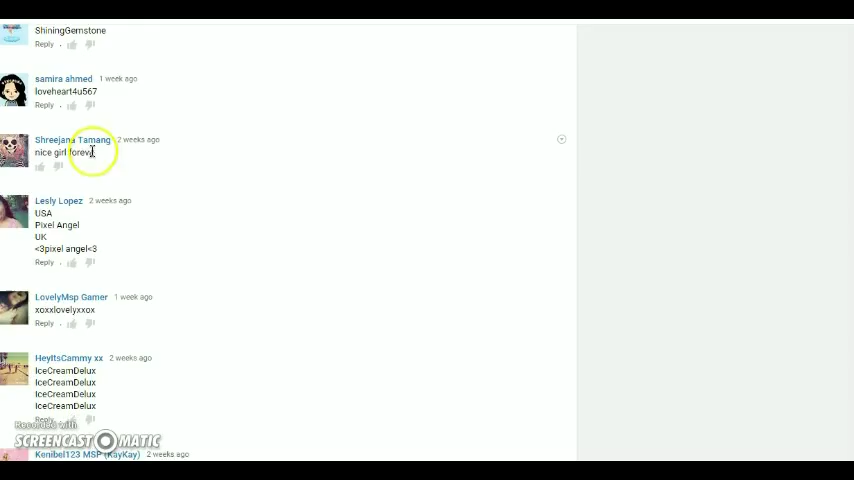 ShiningGemstone
Reply
samira ahmed 1 week ago
loveheart4u567
Reply
Shreejana Tamang 2 weeks ago
nice girl foreva
Lesly Lopez 2 weeks ago
USA
Pixel Angel
UK
<3pixel angel<3
Reply
LovelyMsp Gamer 1 week ago
xoxxlovelyxxox
Reply
HeyItsCammy xx 2 weeks ago
IceCreamDelux
IceCreamDelux
IceCreamDelux
IceCreamDelux
Reply
Recorded with
SCREENCAST-O-MATIC
Kenibel123 MSP (KayKay) 2 weeks ago